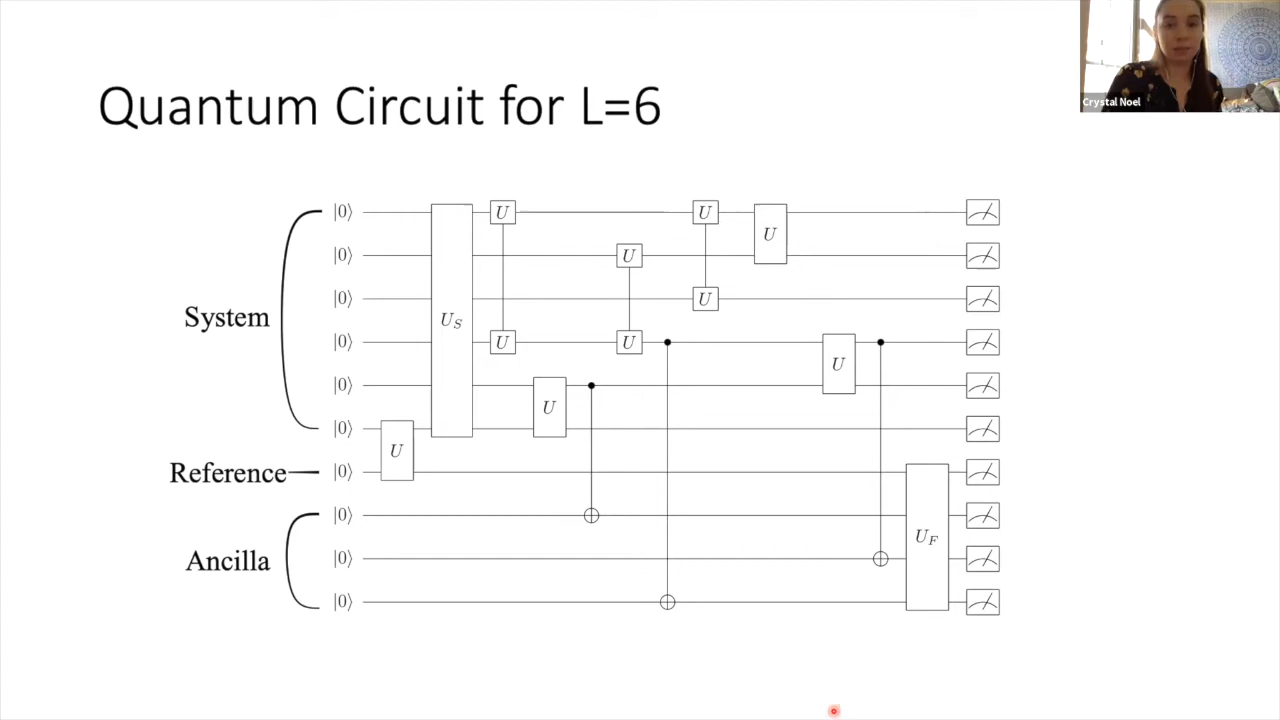 Crystal Noel
Quantum Circuit for L=6
|0⟩ U U
|0⟩ U U
|0⟩ U
System U_S
|0⟩ U U U
|0⟩ U
|0⟩
U
Reference |0⟩
|0⟩
Ancilla U_F
|0⟩
|0⟩